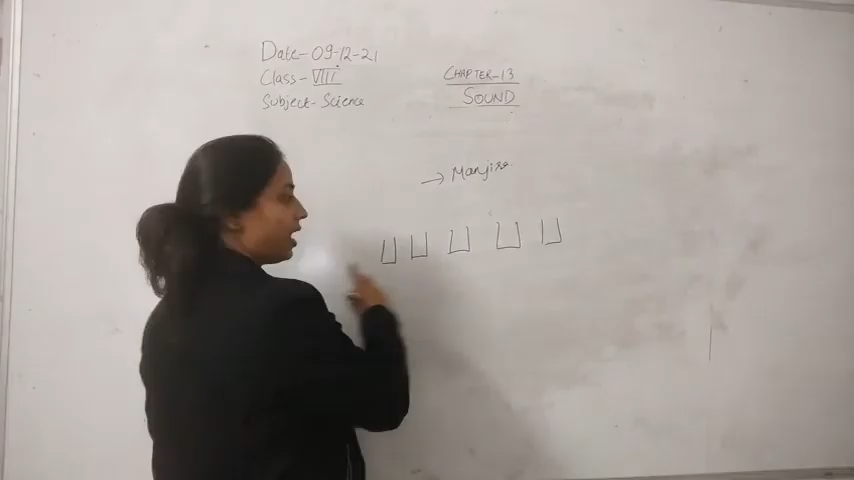 Date- 09-12-21
Class- VIII
Subject- Science
CHAPTER-13
SOUND
→ Manjira